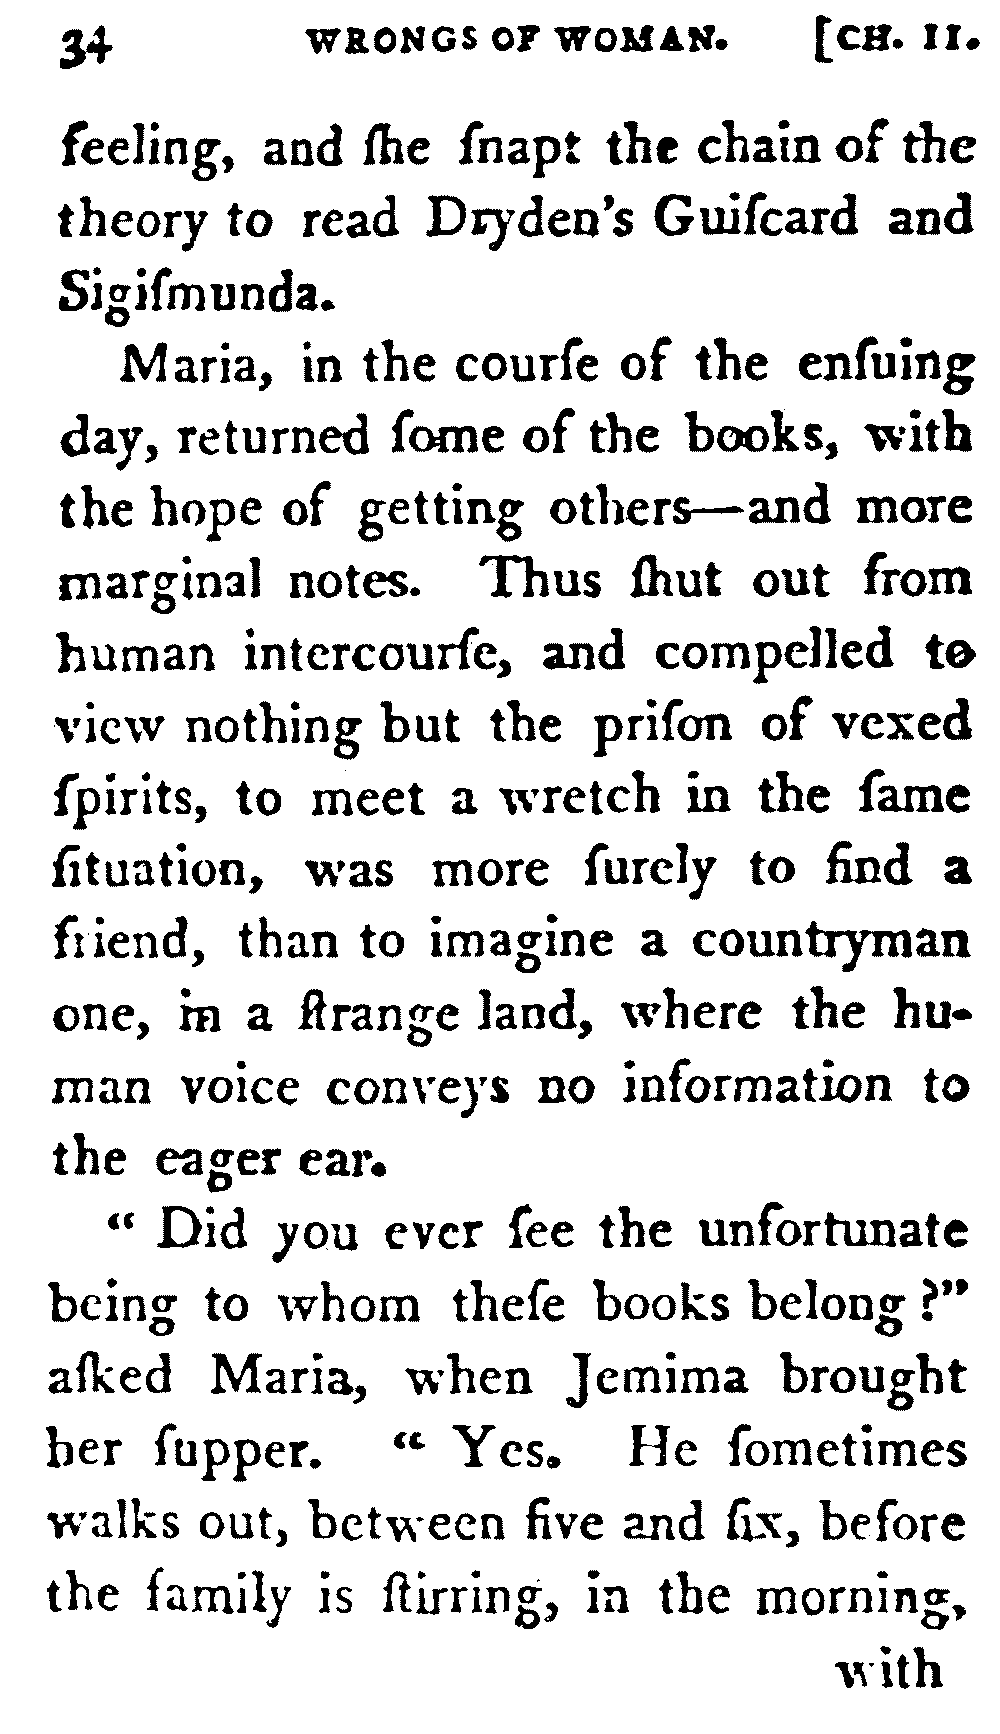 34 WRONGS OF WOMAN. [CH. II.
feeling, and ſhe ſnapt the chain of the
theory to read Dryden's Guiſcard and
Sigiſmunda.
Maria, in the courſe of the enſuing
day, returned ſome of the books, with
the hope of getting others—and more
marginal notes. Thus ſhut out from
human intercourſe, and compelled to
view nothing but the priſon of vexed
ſpirits, to meet a wretch in the ſame
ſituation, was more ſurely to find a
friend, than to imagine a countryman
one, in a ſtrange land, where the hu-
man voice conveys no information to
the eager ear.
“ Did you ever ſee the unfortunate
being to whom theſe books belong ?”
aſked Maria, when Jemima brought
her ſupper. “ Yes. He ſometimes
walks out, between five and ſix, before
the family is ſtirring, in the morning,
with